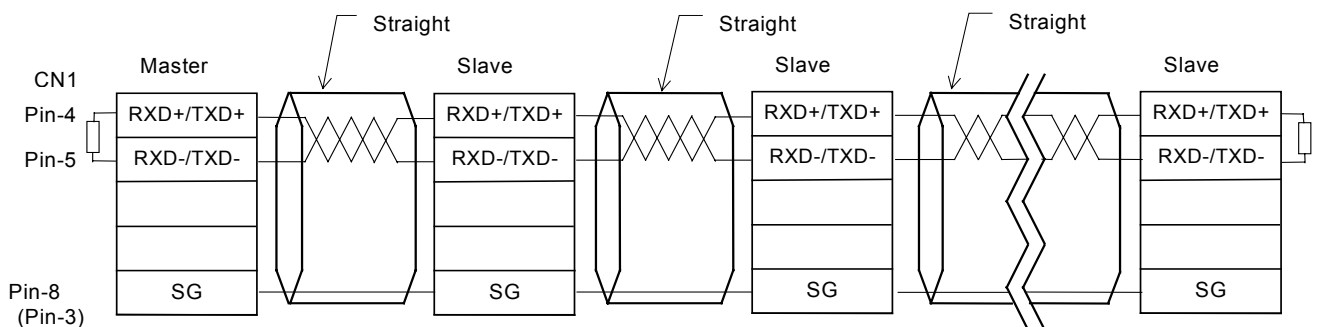 Straight Straight Straight
CN1 Master Slave Slave Slave
Pin-4 RXD+/TXD+ RXD+/TXD+ RXD+/TXD+ RXD+/TXD+
Pin-5 RXD-/TXD- RXD-/TXD- RXD-/TXD- RXD-/TXD-
Pin-8 SG SG SG SG
(Pin-3)